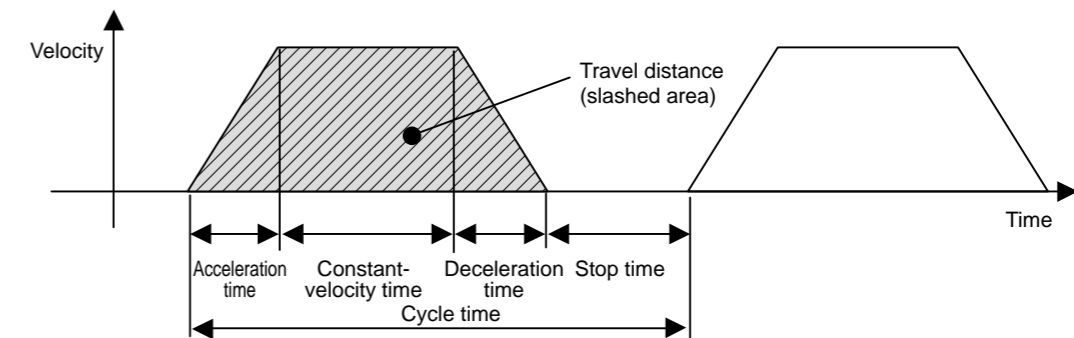 Velocity
Travel distance
(slashed area)
Time
Acceleration
time
Constant-
velocity time
Deceleration
time
Stop time
Cycle time